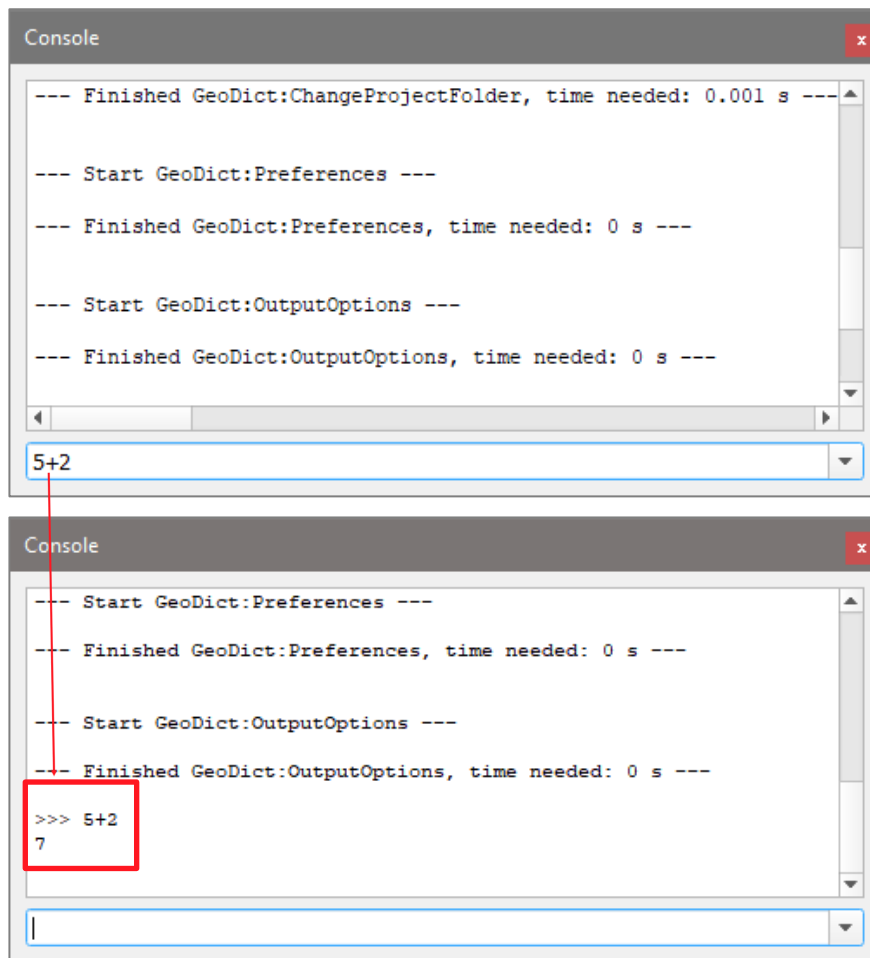 Console
x
--- Finished GeoDict:ChangeProjectFolder, time needed: 0.001 s ---
--- Start GeoDict:Preferences ---
--- Finished GeoDict:Preferences, time needed: 0 s ---
--- Start GeoDict:OutputOptions ---
--- Finished GeoDict:OutputOptions, time needed: 0 s ---
5+2
Console
x
--- Start GeoDict:Preferences ---
--- Finished GeoDict:Preferences, time needed: 0 s ---
--- Start GeoDict:OutputOptions ---
--- Finished GeoDict:OutputOptions, time needed: 0 s ---
>>> 5+2
7